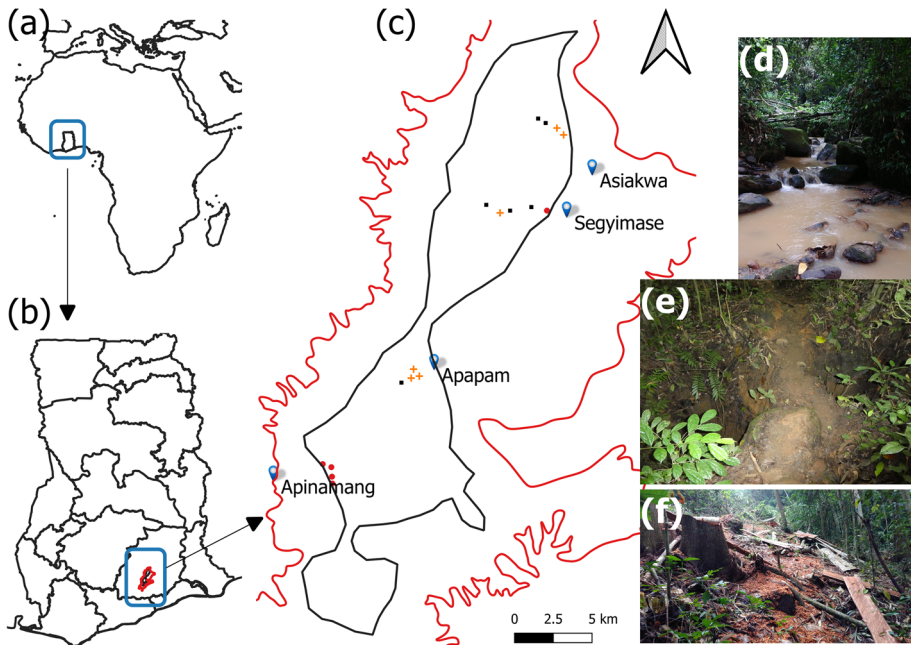 (a)
(b)
(c)
Asiakwa
Segyimase
Apapam
Apinamang
0 2.5 5 km
(d)
(e)
(f)